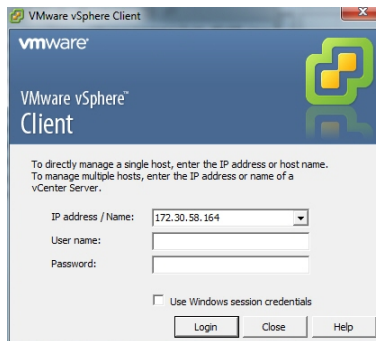 VMware vSphere Client
vmware®
VMware vSphere™
Client
To directly manage a single host, enter the IP address or host name.
To manage multiple hosts, enter the IP address or name of a
vCenter Server.
IP address / Name: 172.30.58.164
User name:
Password:
Use Windows session credentials
Login Close Help